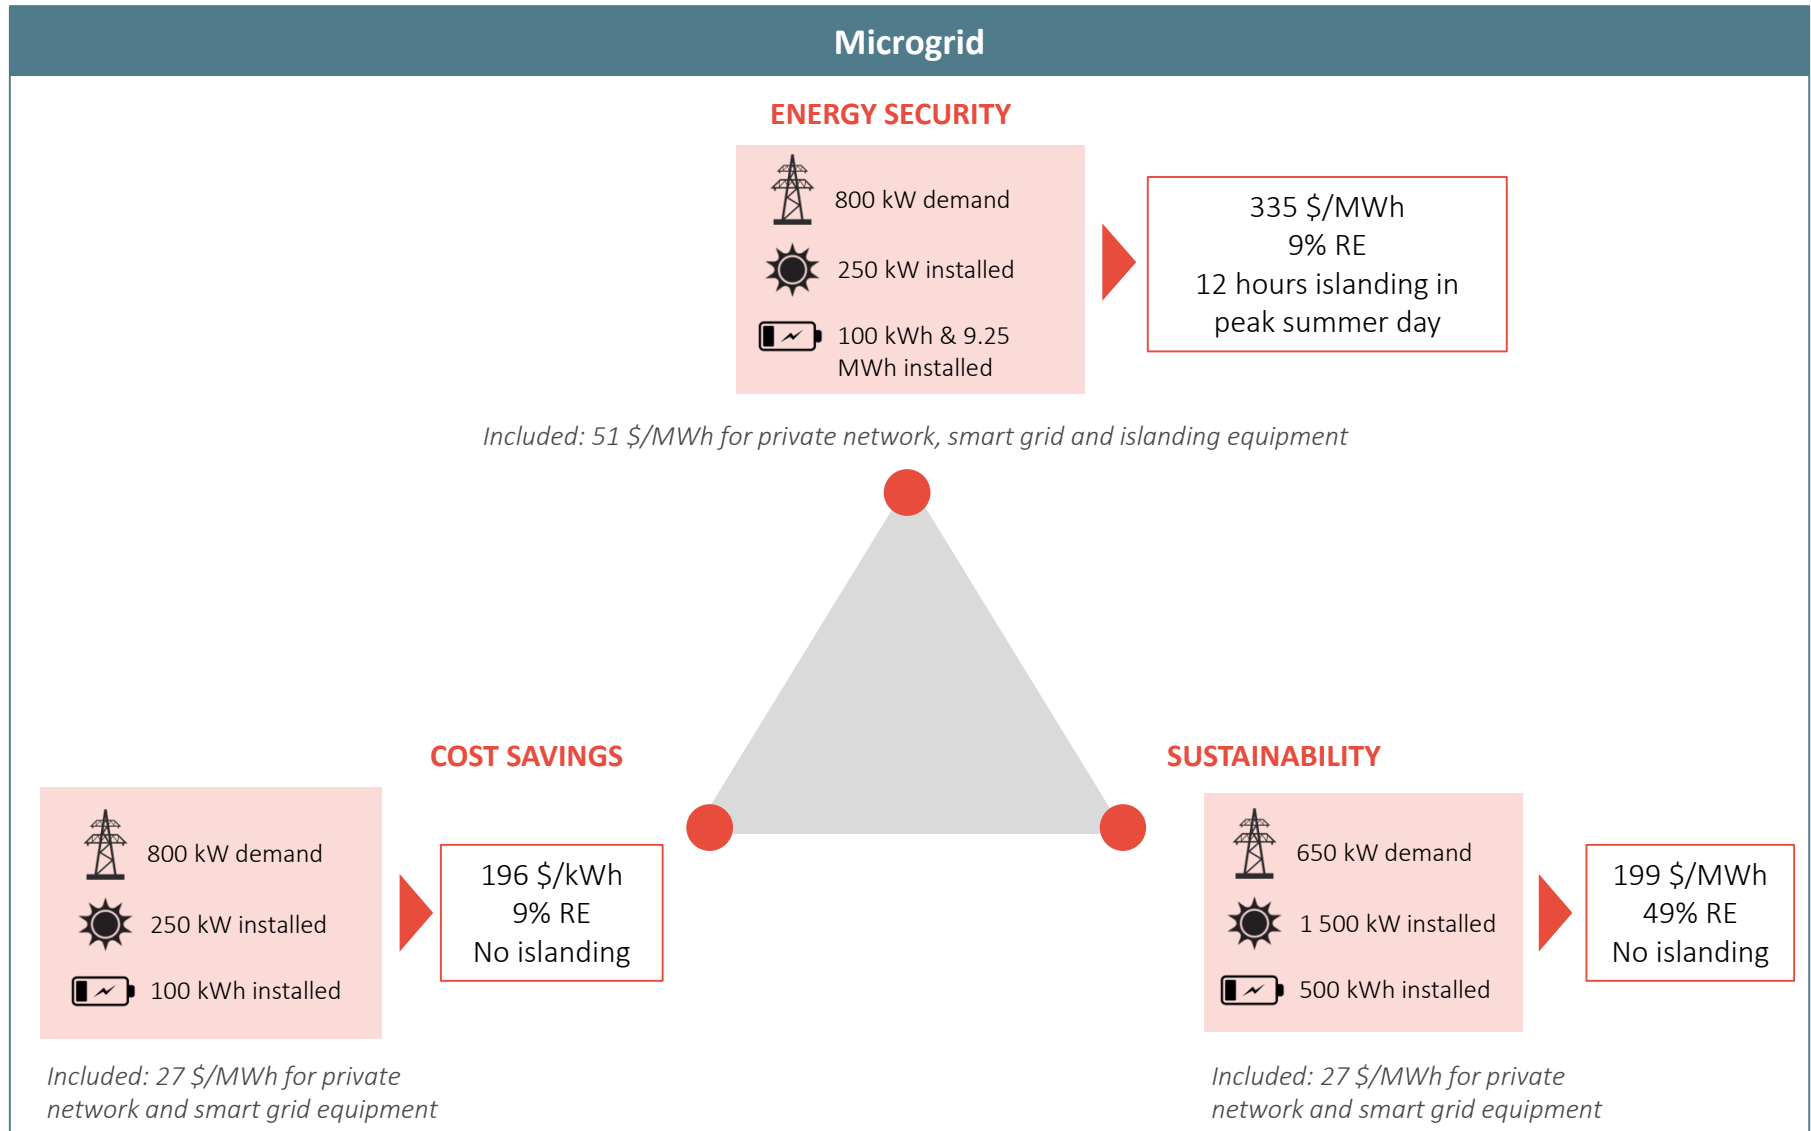 Microgrid
ENERGY SECURITY
800 kW demand
250 kW installed
100 kWh & 9.25
MWh installed
335 $/MWh
9% RE
12 hours islanding in
peak summer day
Included: 51 $/MWh for private network, smart grid and islanding equipment
COST SAVINGS
800 kW demand
250 kW installed
100 kWh installed
196 $/kWh
9% RE
No islanding
Included: 27 $/MWh for private
network and smart grid equipment
SUSTAINABILITY
650 kW demand
1 500 kW installed
500 kWh installed
199 $/MWh
49% RE
No islanding
Included: 27 $/MWh for private
network and smart grid equipment